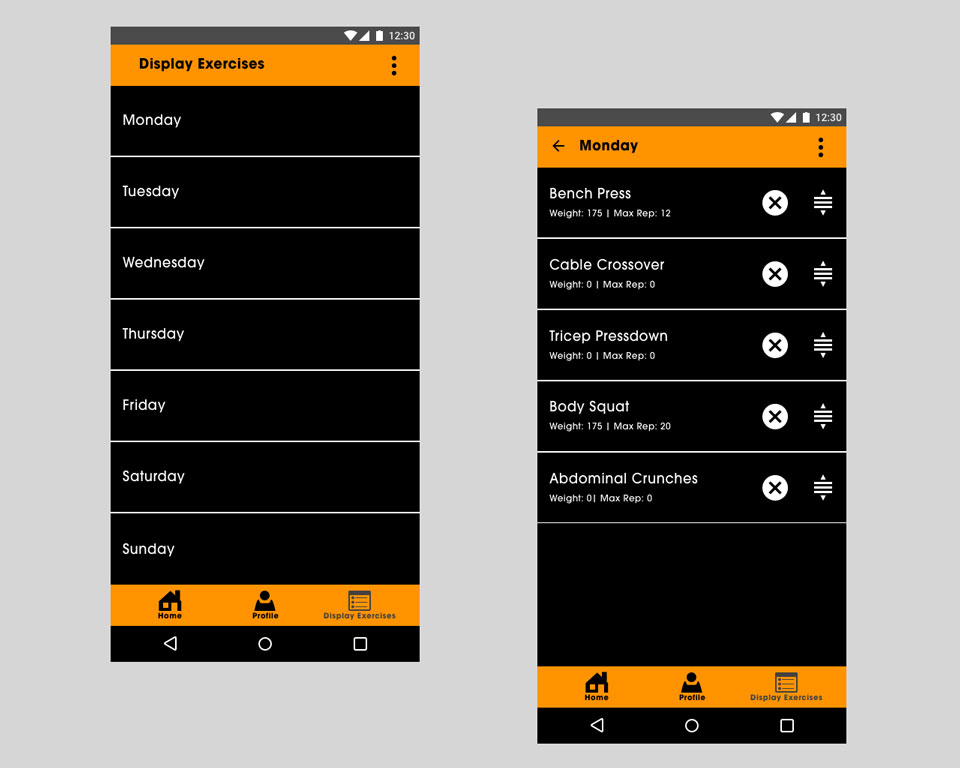 12:30
Display Exercises
Monday
Tuesday
Wednesday
Thursday
Friday
Saturday
Sunday
Home Profile Display Exercises
12:30
Monday
Bench Press
Weight: 175 | Max Rep: 12
Cable Crossover
Weight: 0 | Max Rep: 0
Tricep Pressdown
Weight: 0 | Max Rep: 0
Body Squat
Weight: 175 | Max Rep: 20
Abdominal Crunches
Weight: 0| Max Rep: 0
Home Profile Display Exercises